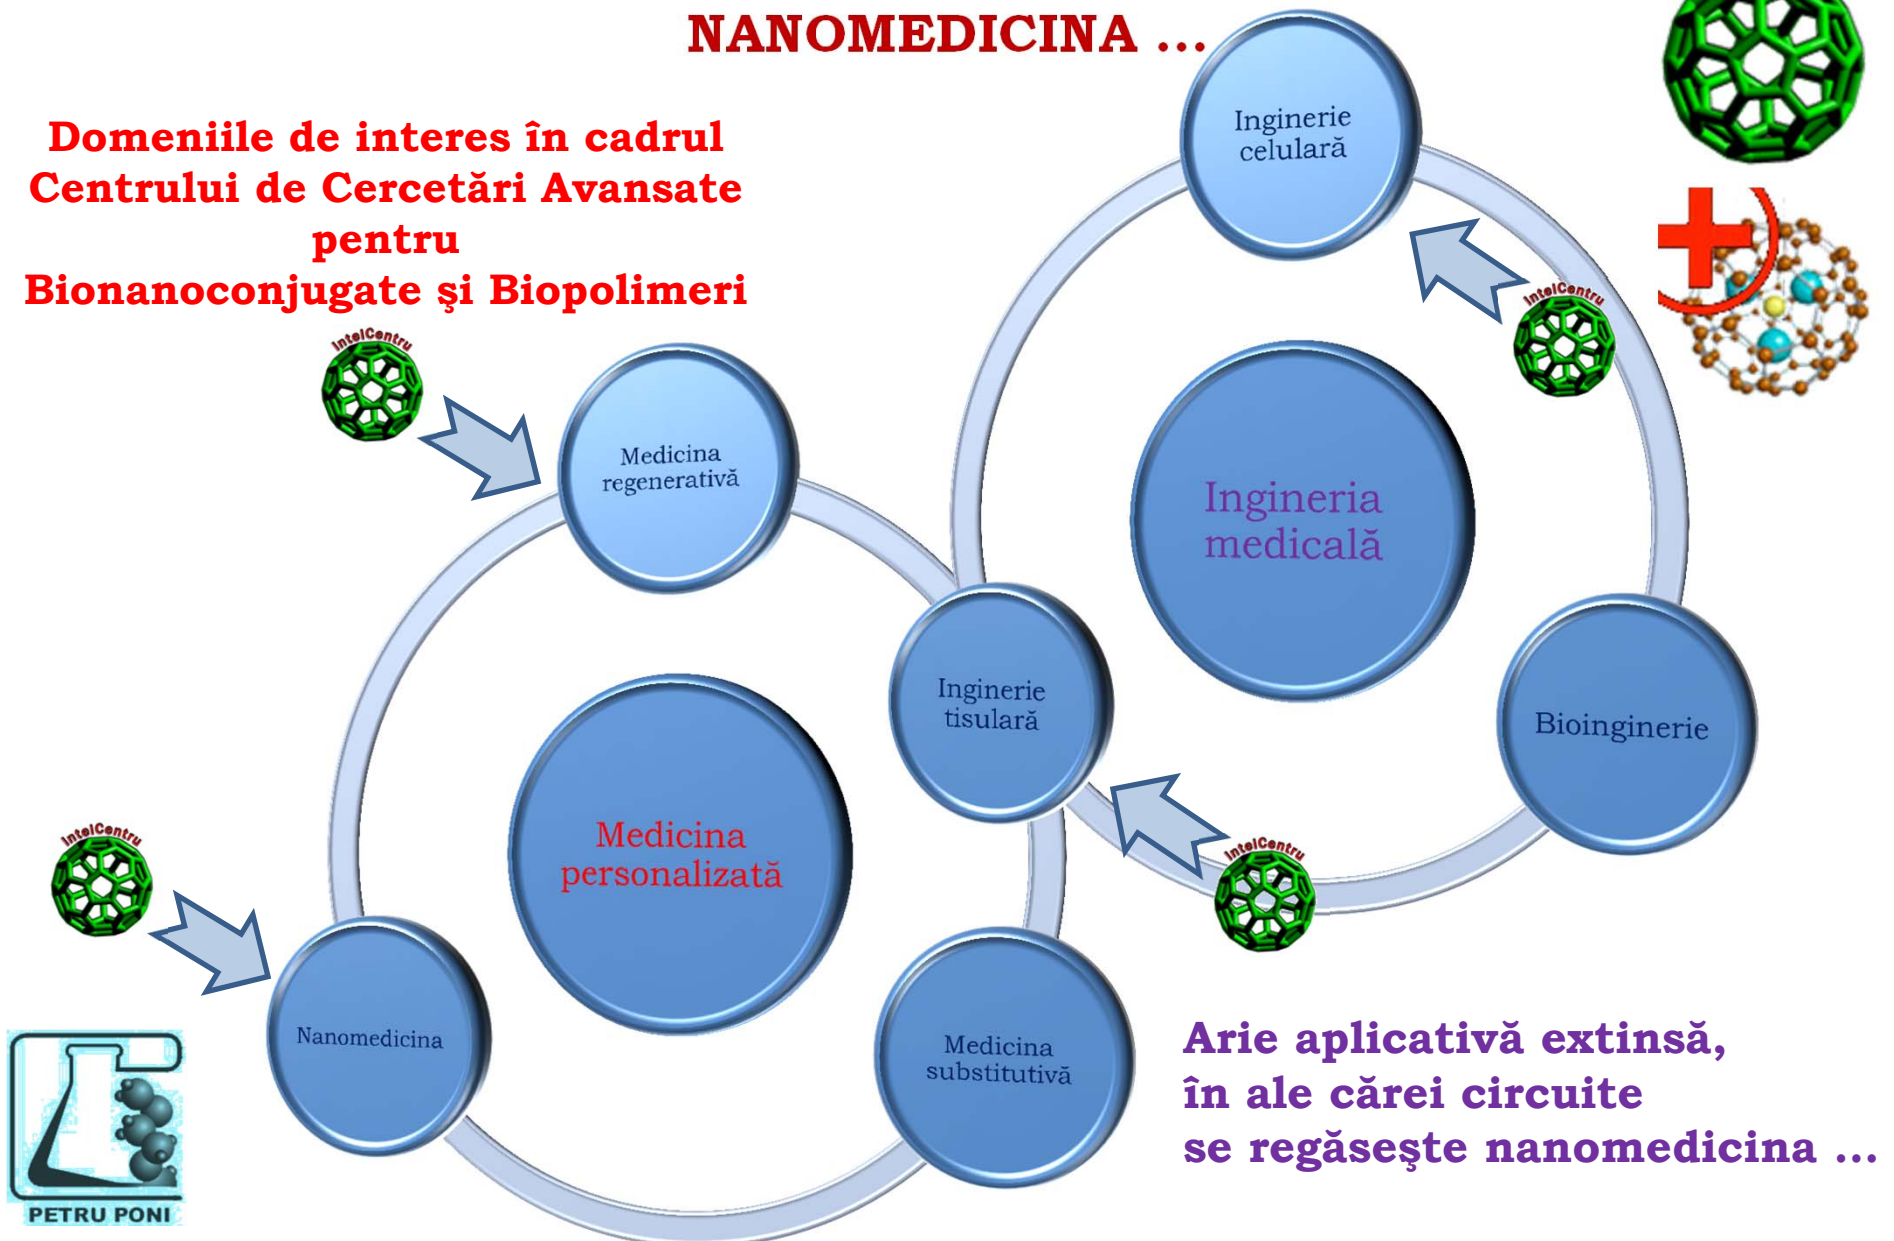 NANOMEDICINA ...
Domeniile de interes în cadrul
Centrului de Cercetări Avansate
pentru
Bionanoconjugate şi Biopolimeri
Inginerie
celulară
IntelCentru
IntelCentru
Medicina
regenerativă
Ingineria
medicală
Inginerie
tisulară
Bioinginerie
Medicina
personalizată
IntelCentru
IntelCentru
Nanomedicina
Medicina
substitutivă
Arie aplicativă extinsă,
în ale cărei circuite
se regăseşte nanomedicina ...
PETRU PONI